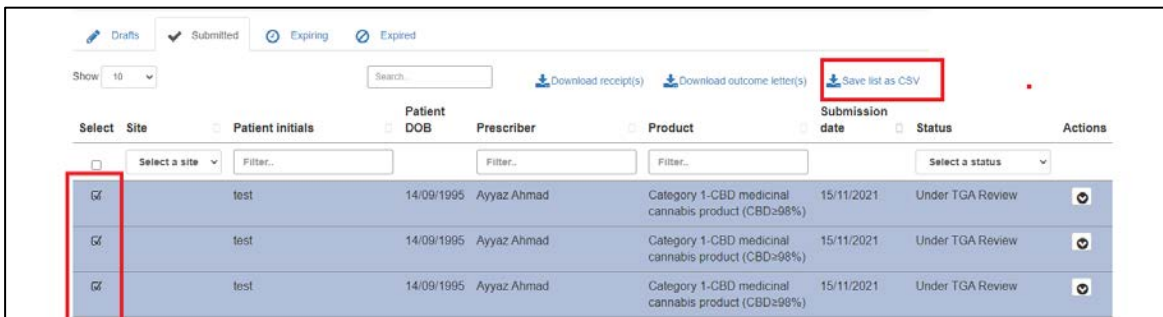 Drafts Submitted Expiring Expired
Show 10 Search... Download receipt(s) Download outcome letter(s) Save list as CSV
Select Site Patient initials Patient DOB Prescriber Product Submission date Status Actions
Select a site Filter.. Filter.. Filter.. Select a status
test 14/09/1995 Ayyaz Ahmad Category 1-CBD medicinal 15/11/2021 Under TGA Review
cannabis product (CBD≥98%)
test 14/09/1995 Ayyaz Ahmad Category 1-CBD medicinal 15/11/2021 Under TGA Review
cannabis product (CBD≥98%)
test 14/09/1995 Ayyaz Ahmad Category 1-CBD medicinal 15/11/2021 Under TGA Review
cannabis product (CBD≥98%)